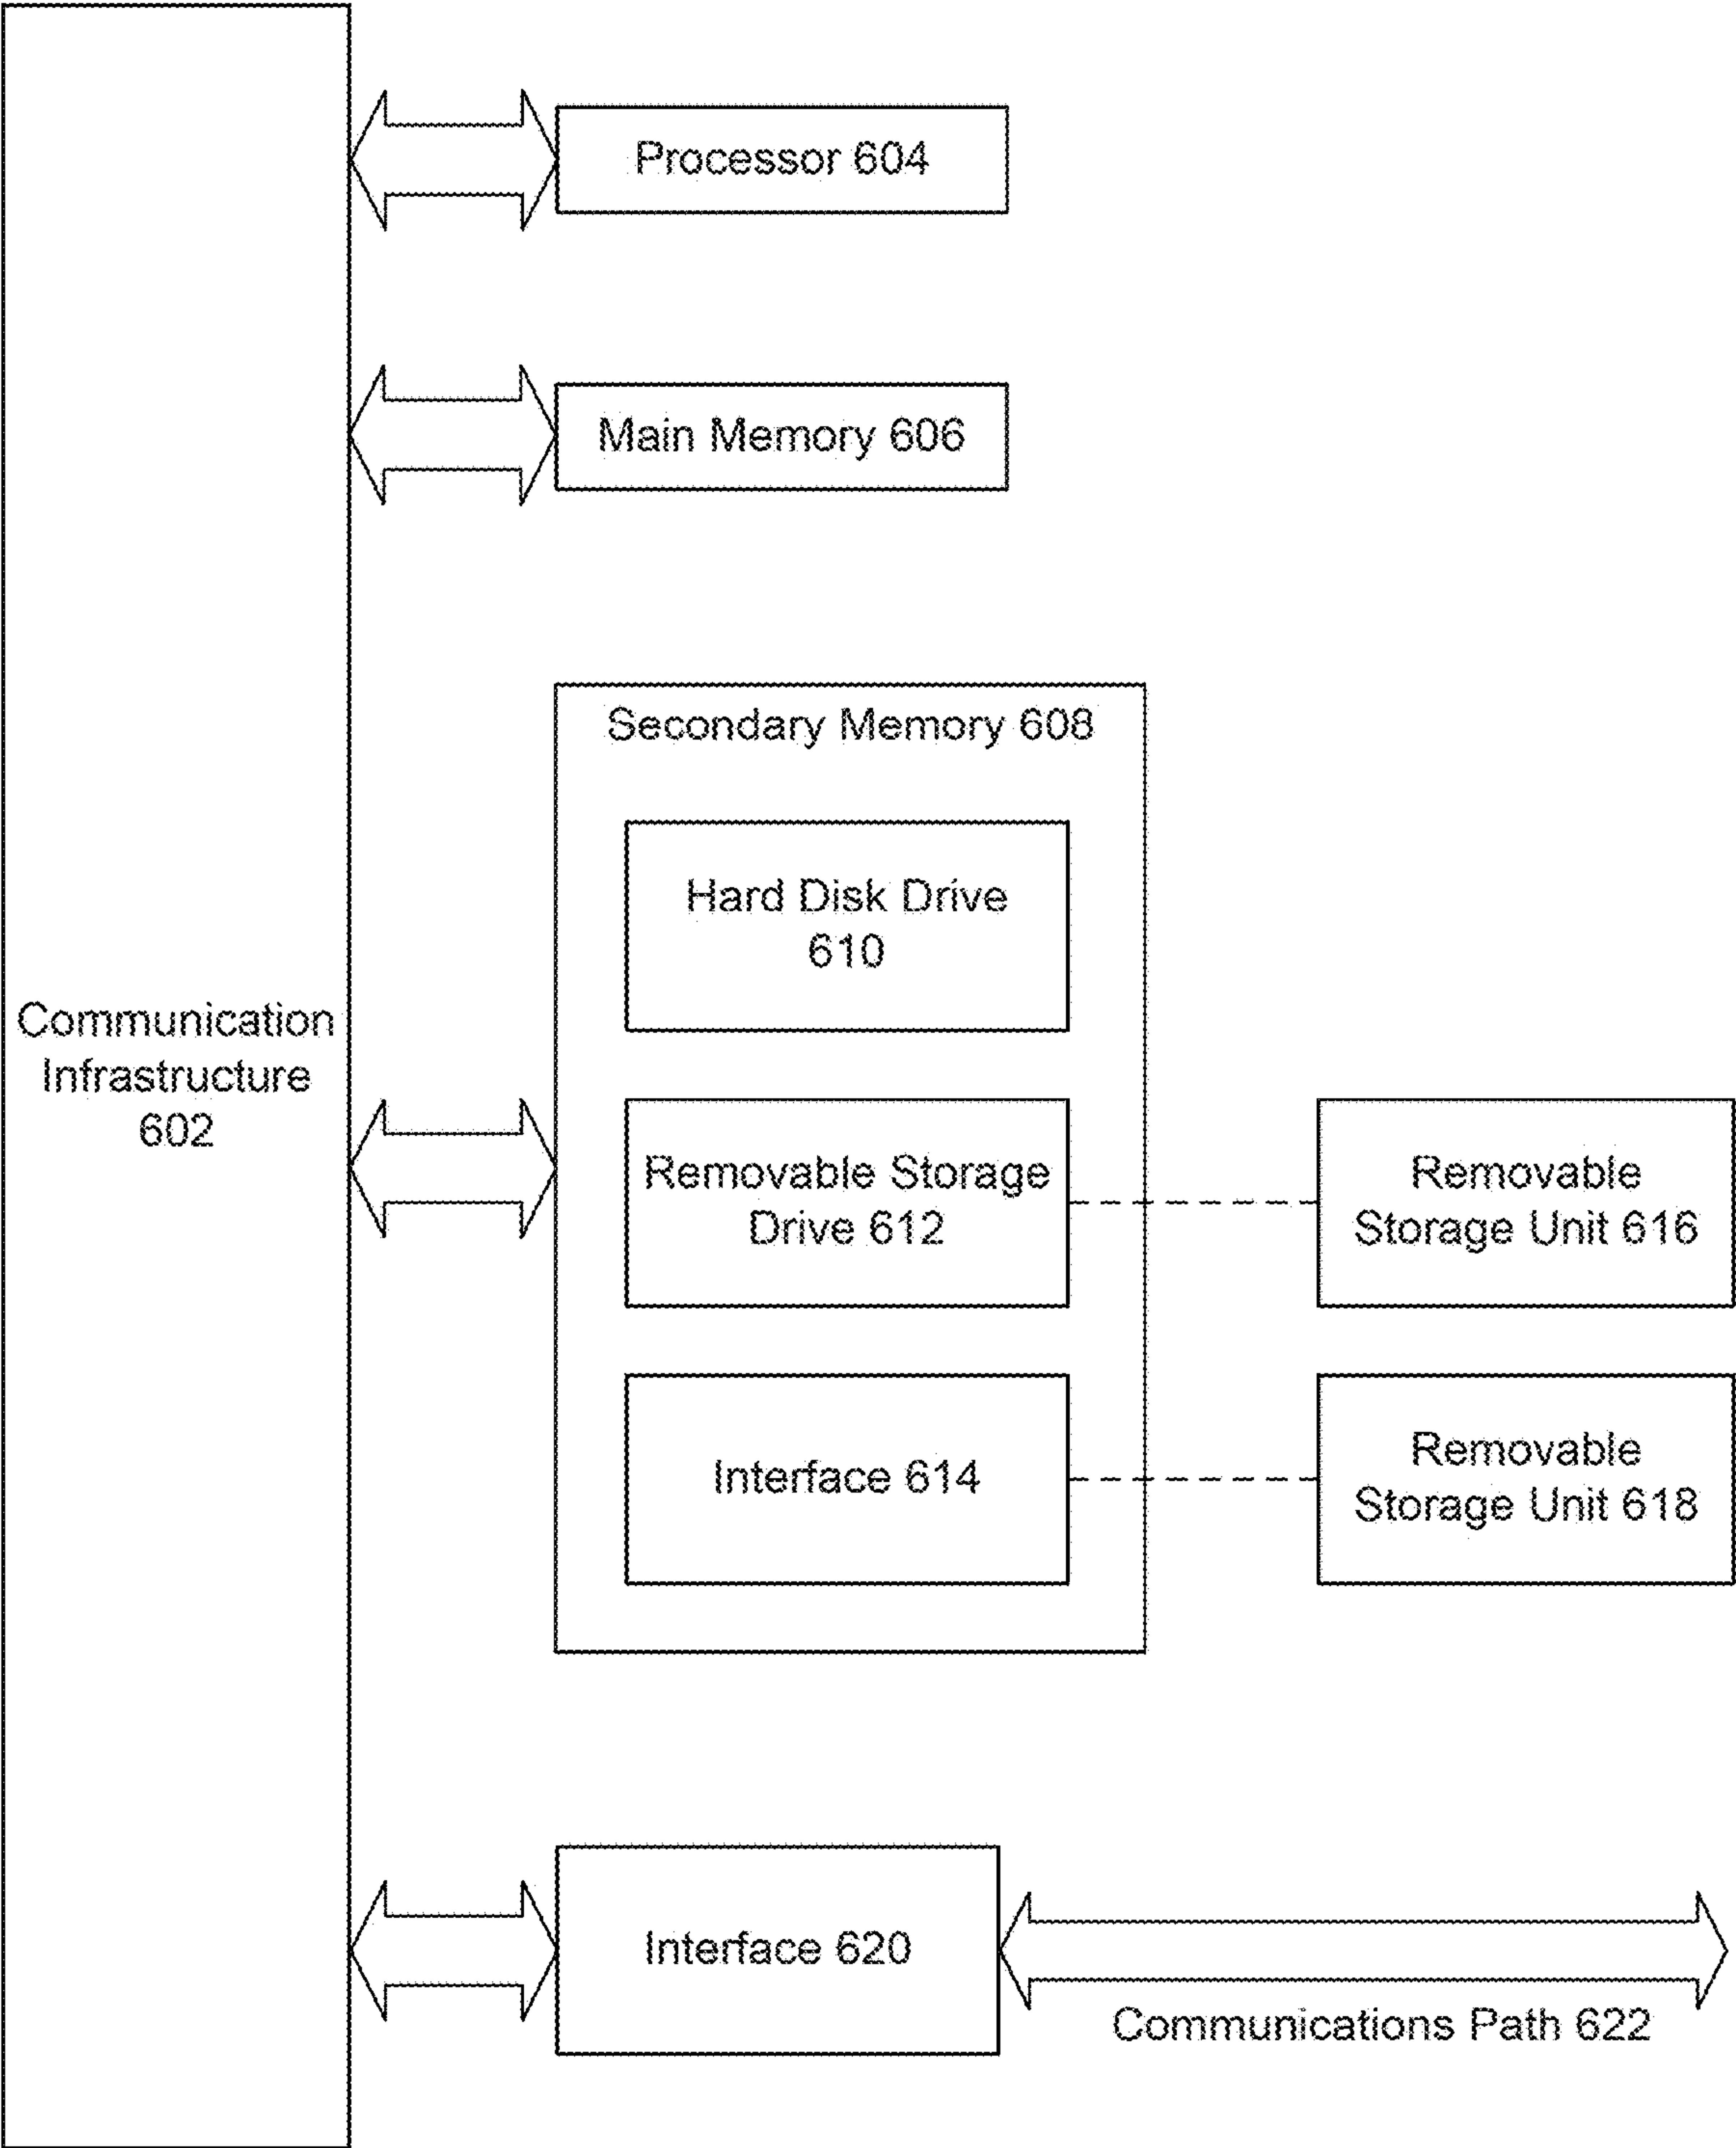 Processor 604
Main Memory 606
Secondary Memory 608
Hard Disk Drive
610
Communication
Infrastructure
602
Removable Storage
Drive 612
Removable
Storage Unit 616
Interface 614
Removable
Storage Unit 618
Interface 620
Communications Path 622